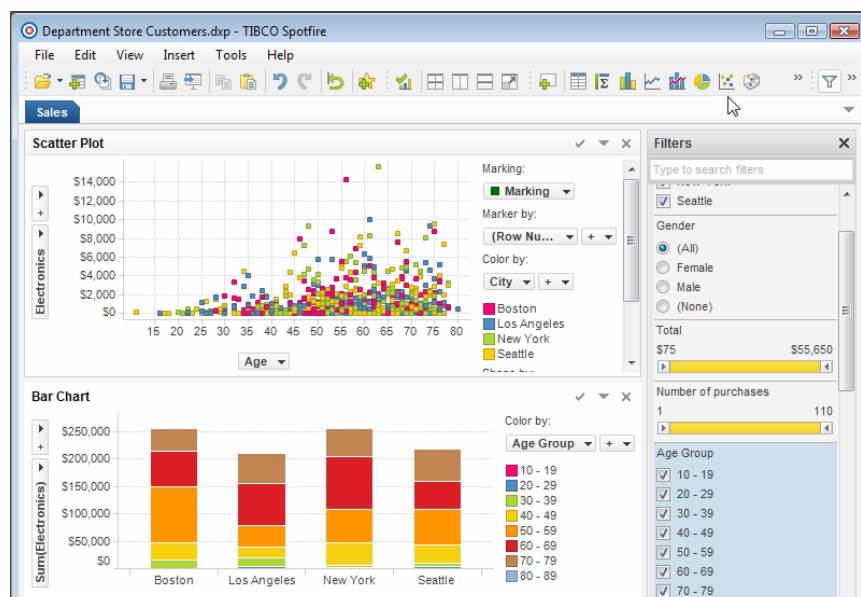 Department Store Customers.dxp - TIBCO Spotfire
File Edit View Insert Tools Help
Sales
Scatter Plot
Electronics
$14,000
$12,000
$10,000
$8,000
$6,000
$4,000
$2,000
$0
15 20 25 30 35 40 45 50 55 60 65 70 75 80
Age
Marking:
Marking
Marker by:
(Row Nu...
Color by:
City
Boston
Los Angeles
New York
Seattle
Bar Chart
Sum(Electronics)
$250,000
$200,000
$150,000
$100,000
$50,000
$0
Boston Los Angeles New York Seattle
Color by:
Age Group
10 - 19
20 - 29
30 - 39
40 - 49
50 - 59
60 - 69
70 - 79
80 - 89
Filters
Type to search filters
Seattle
Gender
(All)
Female
Male
(None)
Total
$75 $55,650
Number of purchases
1 110
Age Group
10 - 19
20 - 29
30 - 39
40 - 49
50 - 59
60 - 69
70 - 79